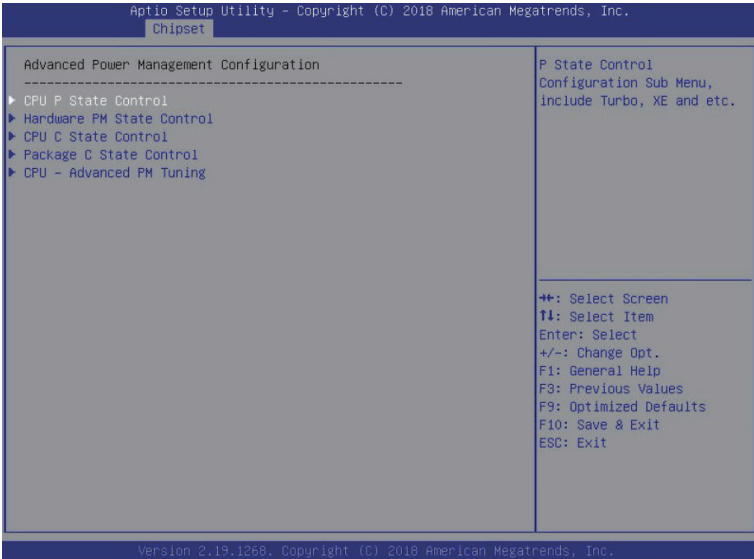 Aptio Setup Utility – Copyright (C) 2018 American Megatrends, Inc.
Chipset
Advanced Power Management Configuration
--------------------------------------------------
CPU P State Control
Hardware PM State Control
CPU C State Control
Package C State Control
CPU – Advanced PM Tuning
P State Control
Configuration Sub Menu,
include Turbo, XE and etc.
→←: Select Screen
↑↓: Select Item
Enter: Select
+/-: Change Opt.
F1: General Help
F3: Previous Values
F9: Optimized Defaults
F10: Save & Exit
ESC: Exit
Version 2.19.1268. Copyright (C) 2018 American Megatrends, Inc.